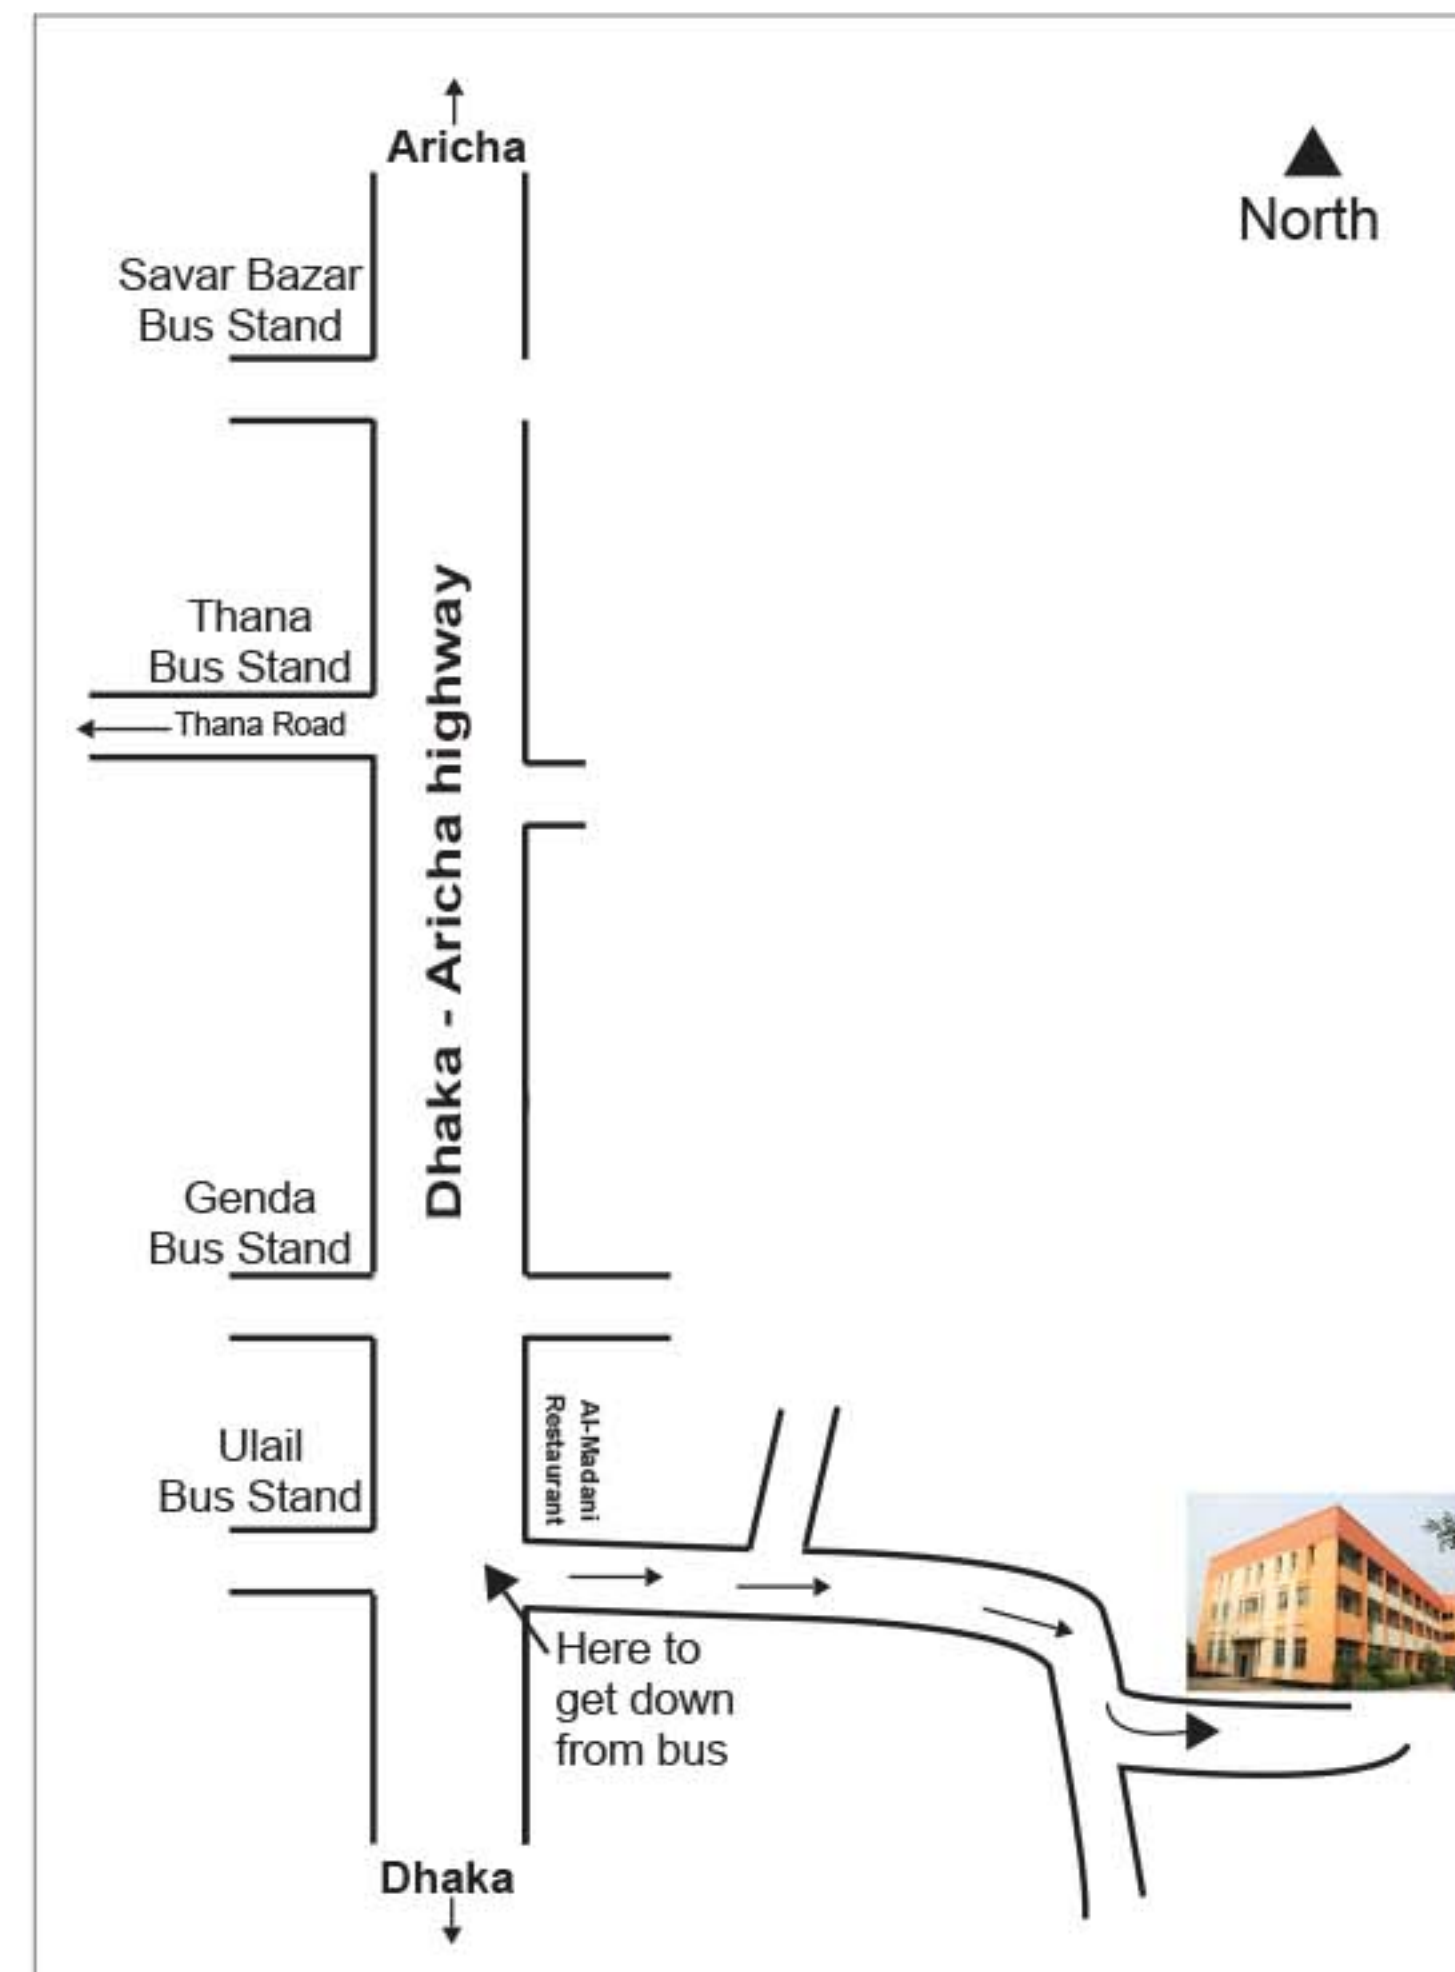 Aricha
North
Savar Bazar
Bus Stand
Thana
Bus Stand
Thana Road
Dhaka - Aricha highway
Genda
Bus Stand
Al-Madani
Restaurant
Ulail
Bus Stand
Here to
get down
from bus
Dhaka